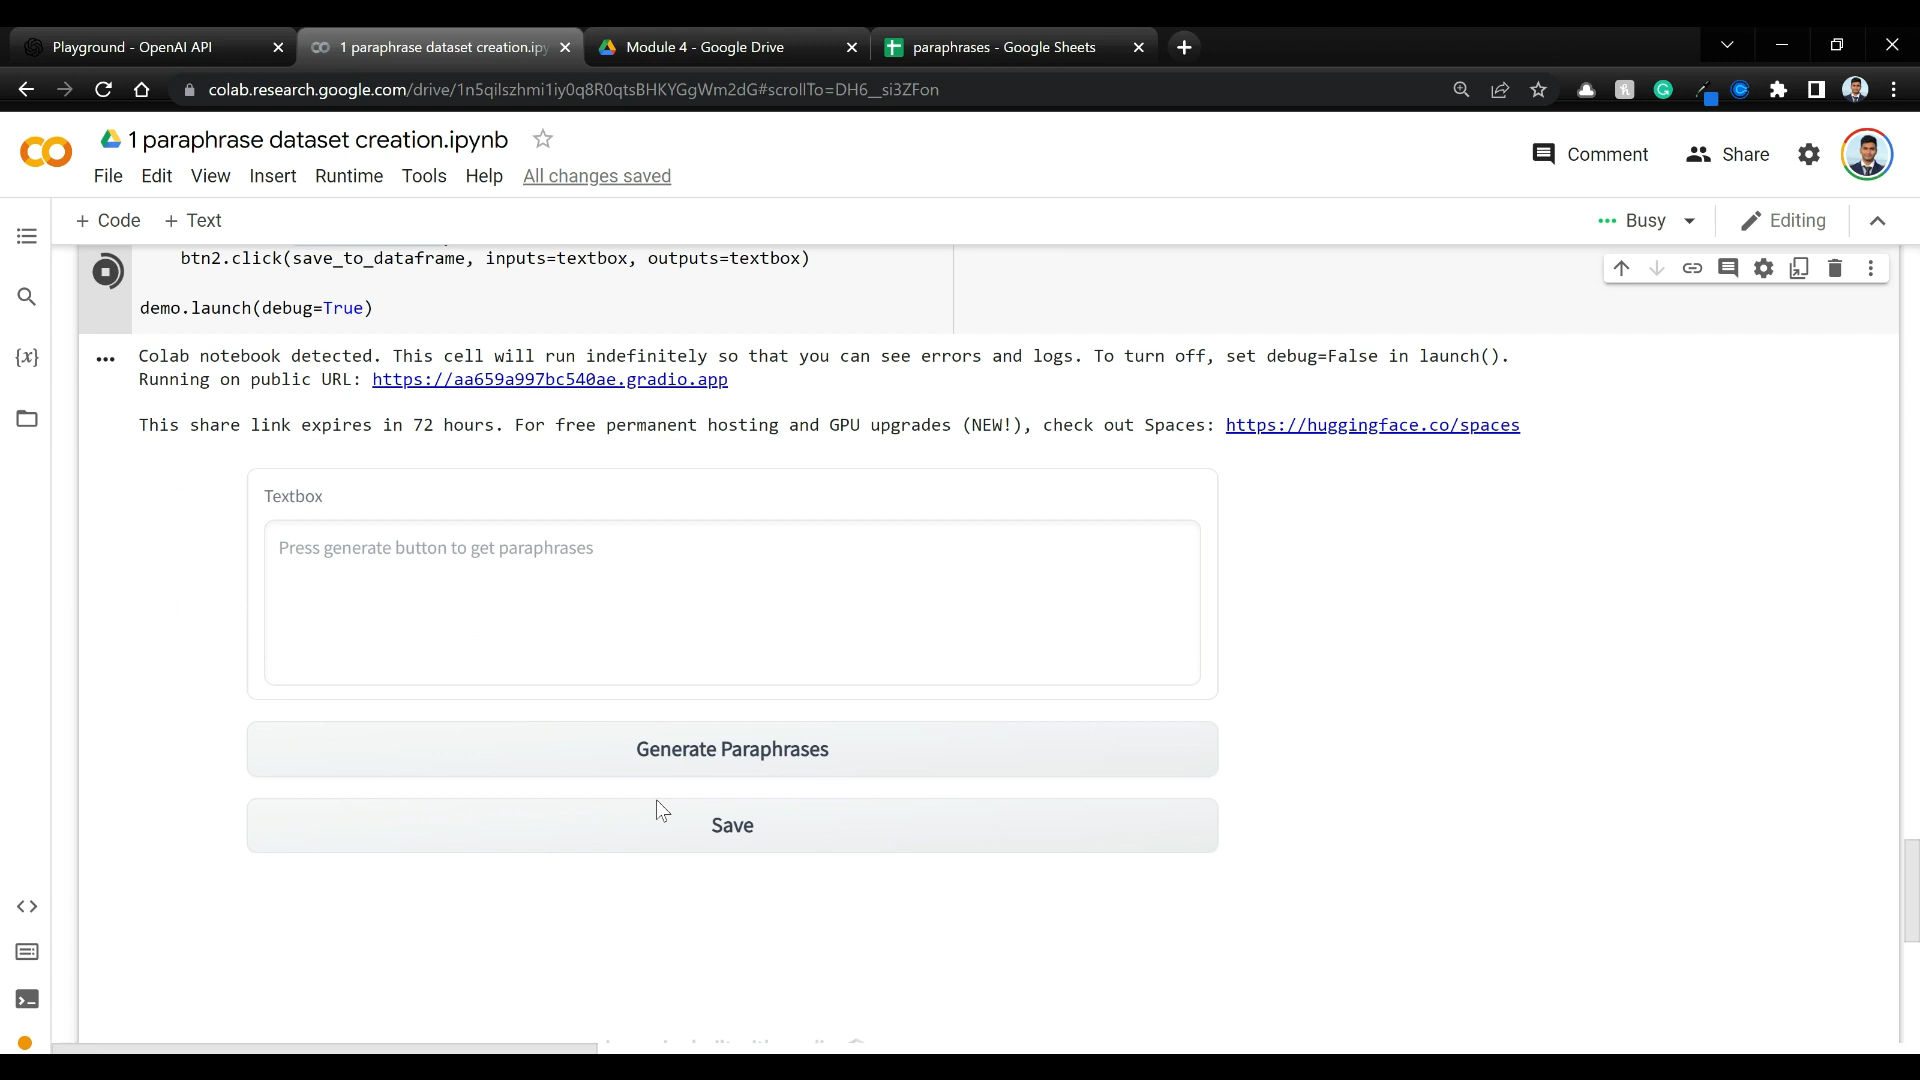 Playground - OpenAI API
1 paraphrase dataset creation.ipy
Module 4 - Google Drive
paraphrases - Google Sheets
colab.research.google.com/drive/1n5qilszhmi1iy0q8R0qtsBHKYGgWm2dG#scrollTo=DH6__si3ZFon
1 paraphrase dataset creation.ipynb
Comment
Share
File Edit View Insert Runtime Tools Help All changes saved
+ Code + Text
Busy
Editing
btn2.click(save_to_dataframe, inputs=textbox, outputs=textbox)
demo.launch(debug=True)
Colab notebook detected. This cell will run indefinitely so that you can see errors and logs. To turn off, set debug=False in launch().
Running on public URL: https://aa659a997bc540ae.gradio.app
This share link expires in 72 hours. For free permanent hosting and GPU upgrades (NEW!), check out Spaces: https://huggingface.co/spaces
Textbox
Press generate button to get paraphrases
Generate Paraphrases
Save